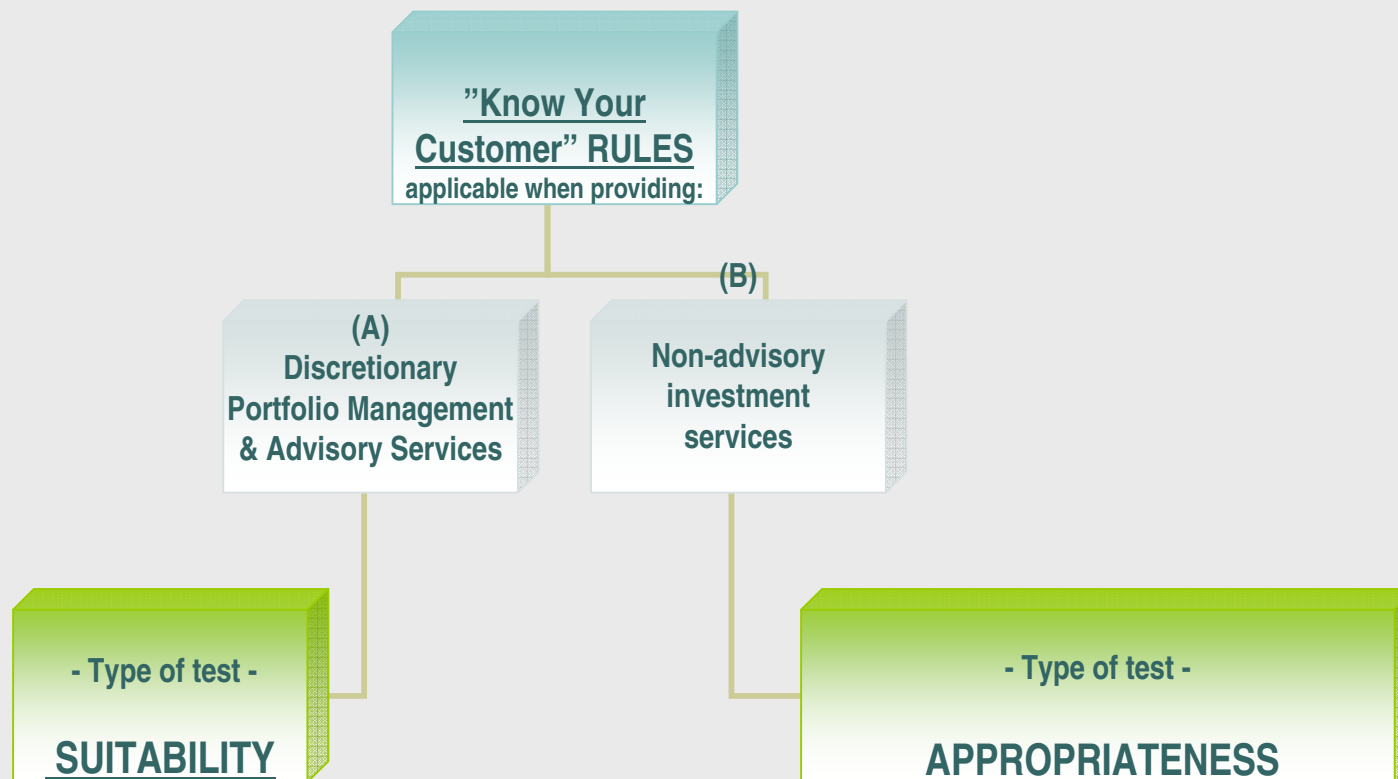 ”Know Your
Customer” RULES
applicable when providing:
(B)
(A)
Discretionary
Portfolio Management
& Advisory Services
Non-advisory
investment
services
- Type of test -
SUITABILITY
- Type of test -
APPROPRIATENESS